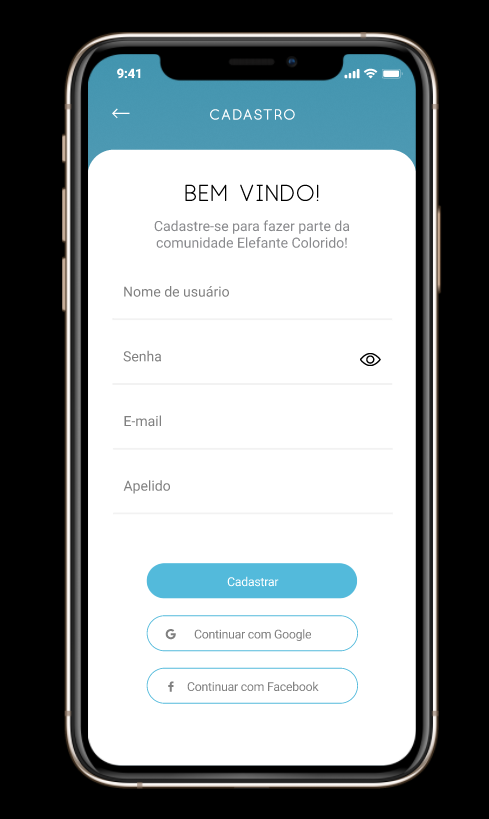 9:41
CADASTRO
BEM VINDO!
Cadastre-se para fazer parte da
comunidade Elefante Colorido!
Nome de usuário
Senha
E-mail
Apelido
Cadastrar
G Continuar com Google
f Continuar com Facebook